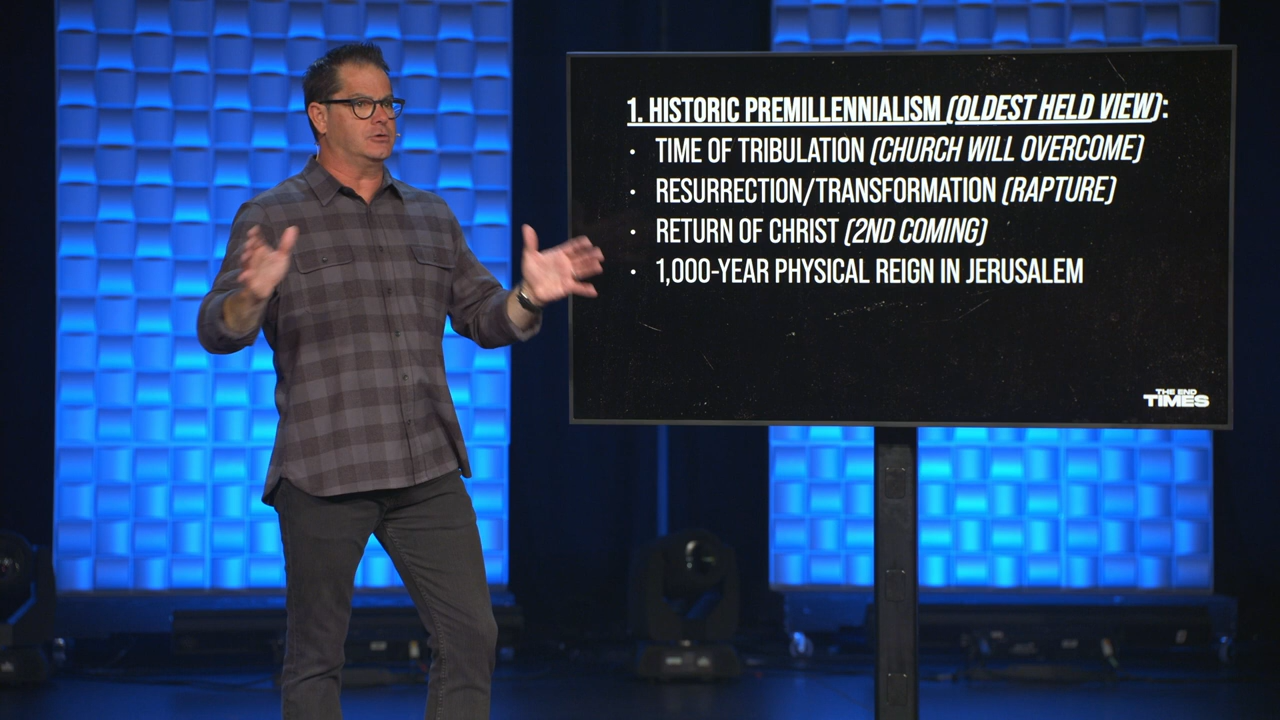 1. HISTORIC PREMILLENNIALISM (OLDEST HELD VIEW):
• TIME OF TRIBULATION (CHURCH WILL OVERCOME)
• RESURRECTION/TRANSFORMATION (RAPTURE)
• RETURN OF CHRIST (2ND COMING)
• 1,000-YEAR PHYSICAL REIGN IN JERUSALEM
THE END
TIMES